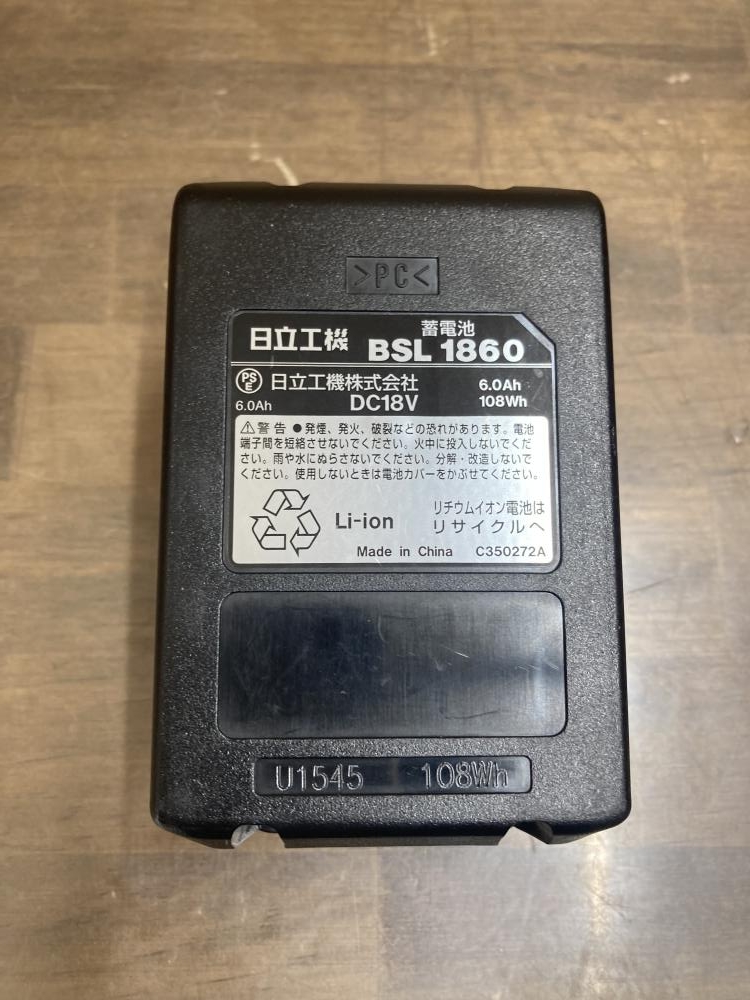 >PC<
日立工機 蓄電池 BSL 1860
PSE 日立工機株式会社 6.0Ah
6.0Ah DC18V 108Wh
⚠警告 ●発煙、発火、破裂などの恐れがあります。電池
端子間を短絡させないでください。火中に投入しないでくだ
さい。雨や水にぬらさないでください。分解・改造しないで
ください。使用しないときは電池カバーをかぶせてください。
Li-ion リチウムイオン電池は
リサイクルへ
Made in China C350272A
U1545 108Wh